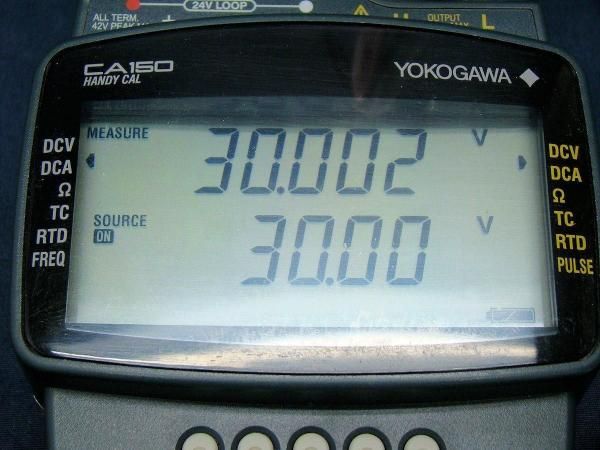 24V LOOP
ALL TERM.
42V PEAK
OUTPUT
L
CA150
HANDY CAL
YOKOGAWA
MEASURE
30.002 V
SOURCE
ON
30.00 V
DCV
DCA
Ω
TC
RTD
FREQ
DCV
DCA
Ω
TC
RTD
PULSE